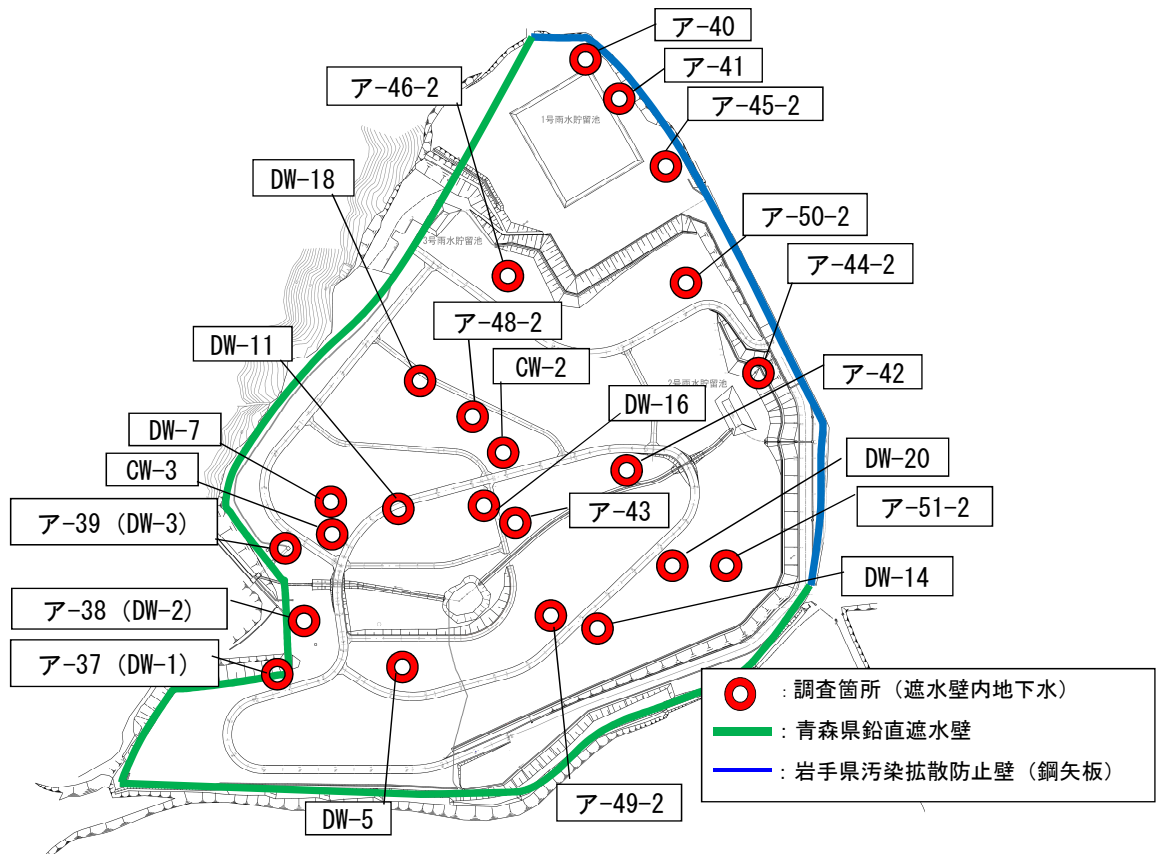 ア-40
ア-41
ア-46-2
ア-45-2
1号雨水貯留池
DW-18
ア-50-2
3号雨水貯留池
ア-44-2
ア-48-2
DW-11
CW-2
ア-42
2号雨水貯留池
DW-16
DW-7
DW-20
CW-3
ア-43
ア-51-2
ア-39 (DW-3)
DW-14
ア-38 (DW-2)
ア-37 (DW-1)
：調査箇所（遮水壁内地下水）
：青森県鉛直遮水壁
：岩手県汚染拡散防止壁（鋼矢板）
ア-49-2
DW-5